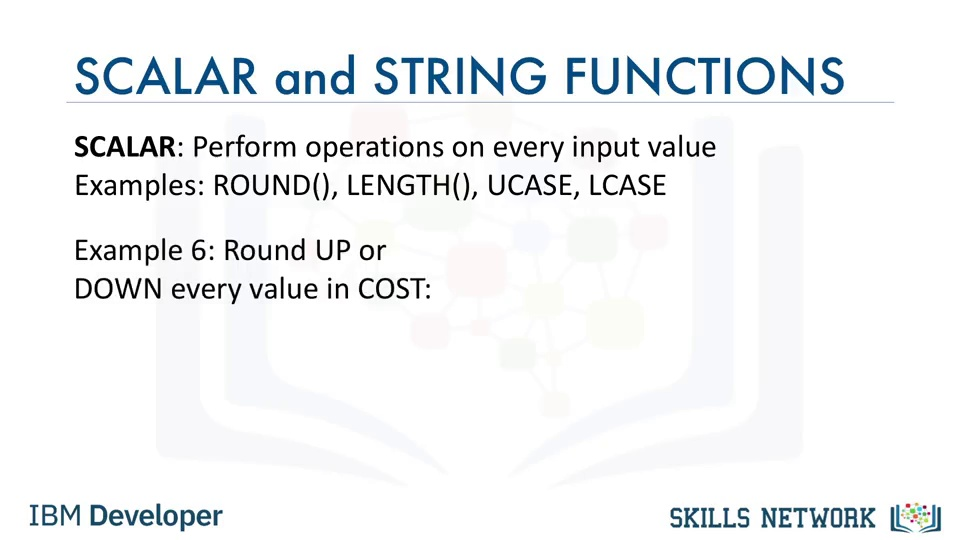 SCALAR and STRING FUNCTIONS
SCALAR: Perform operations on every input value
Examples: ROUND(), LENGTH(), UCASE, LCASE
Example 6: Round UP or
DOWN every value in COST:
IBM Developer
SKILLS NETWORK